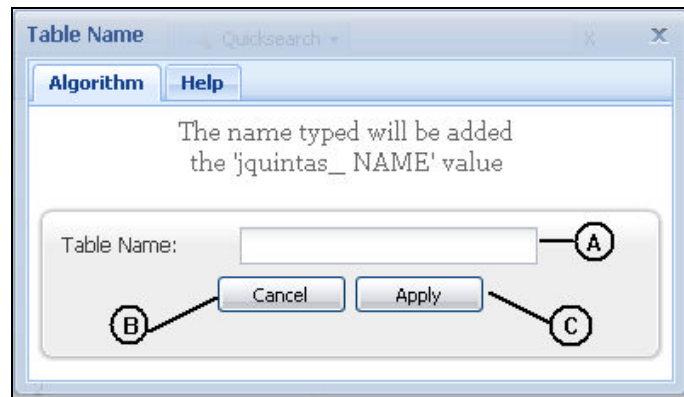 Table Name
Quicksearch
X
x
Algorithm Help
The name typed will be added
the 'jquintas_ NAME' value
Table Name:
A
Cancel Apply
B
C